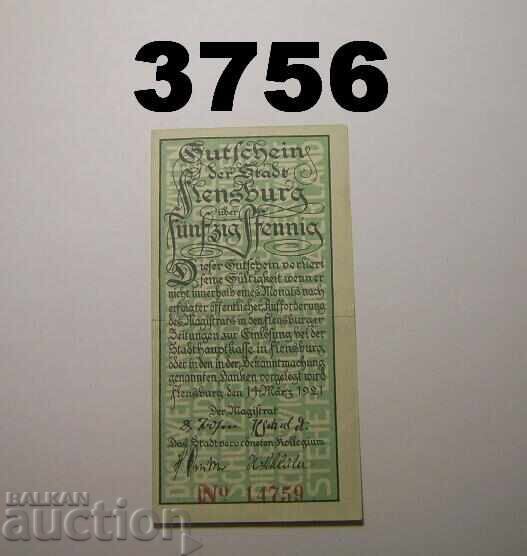 3756
Gutschein
der Stadt
Flensburg
über
Fünfzig Pfennig
Dieser Gutschein verliert
seine Gültigkeit wenn er
nicht innerhalb eines Monats nach
erfolgter öffentlicher Aufforderung
des Magistrats in den Flensburger
Zeitungen zur Einlösung bei der
Stadthauptkasse in Flensburg
oder in den in der Bekanntmachung
genannten Banken vorgelegt wird
Flensburg den 14 März 1921
Der Magistrat
Das Stadtverordneten Kollegium
No 14759
BALKAN
auction